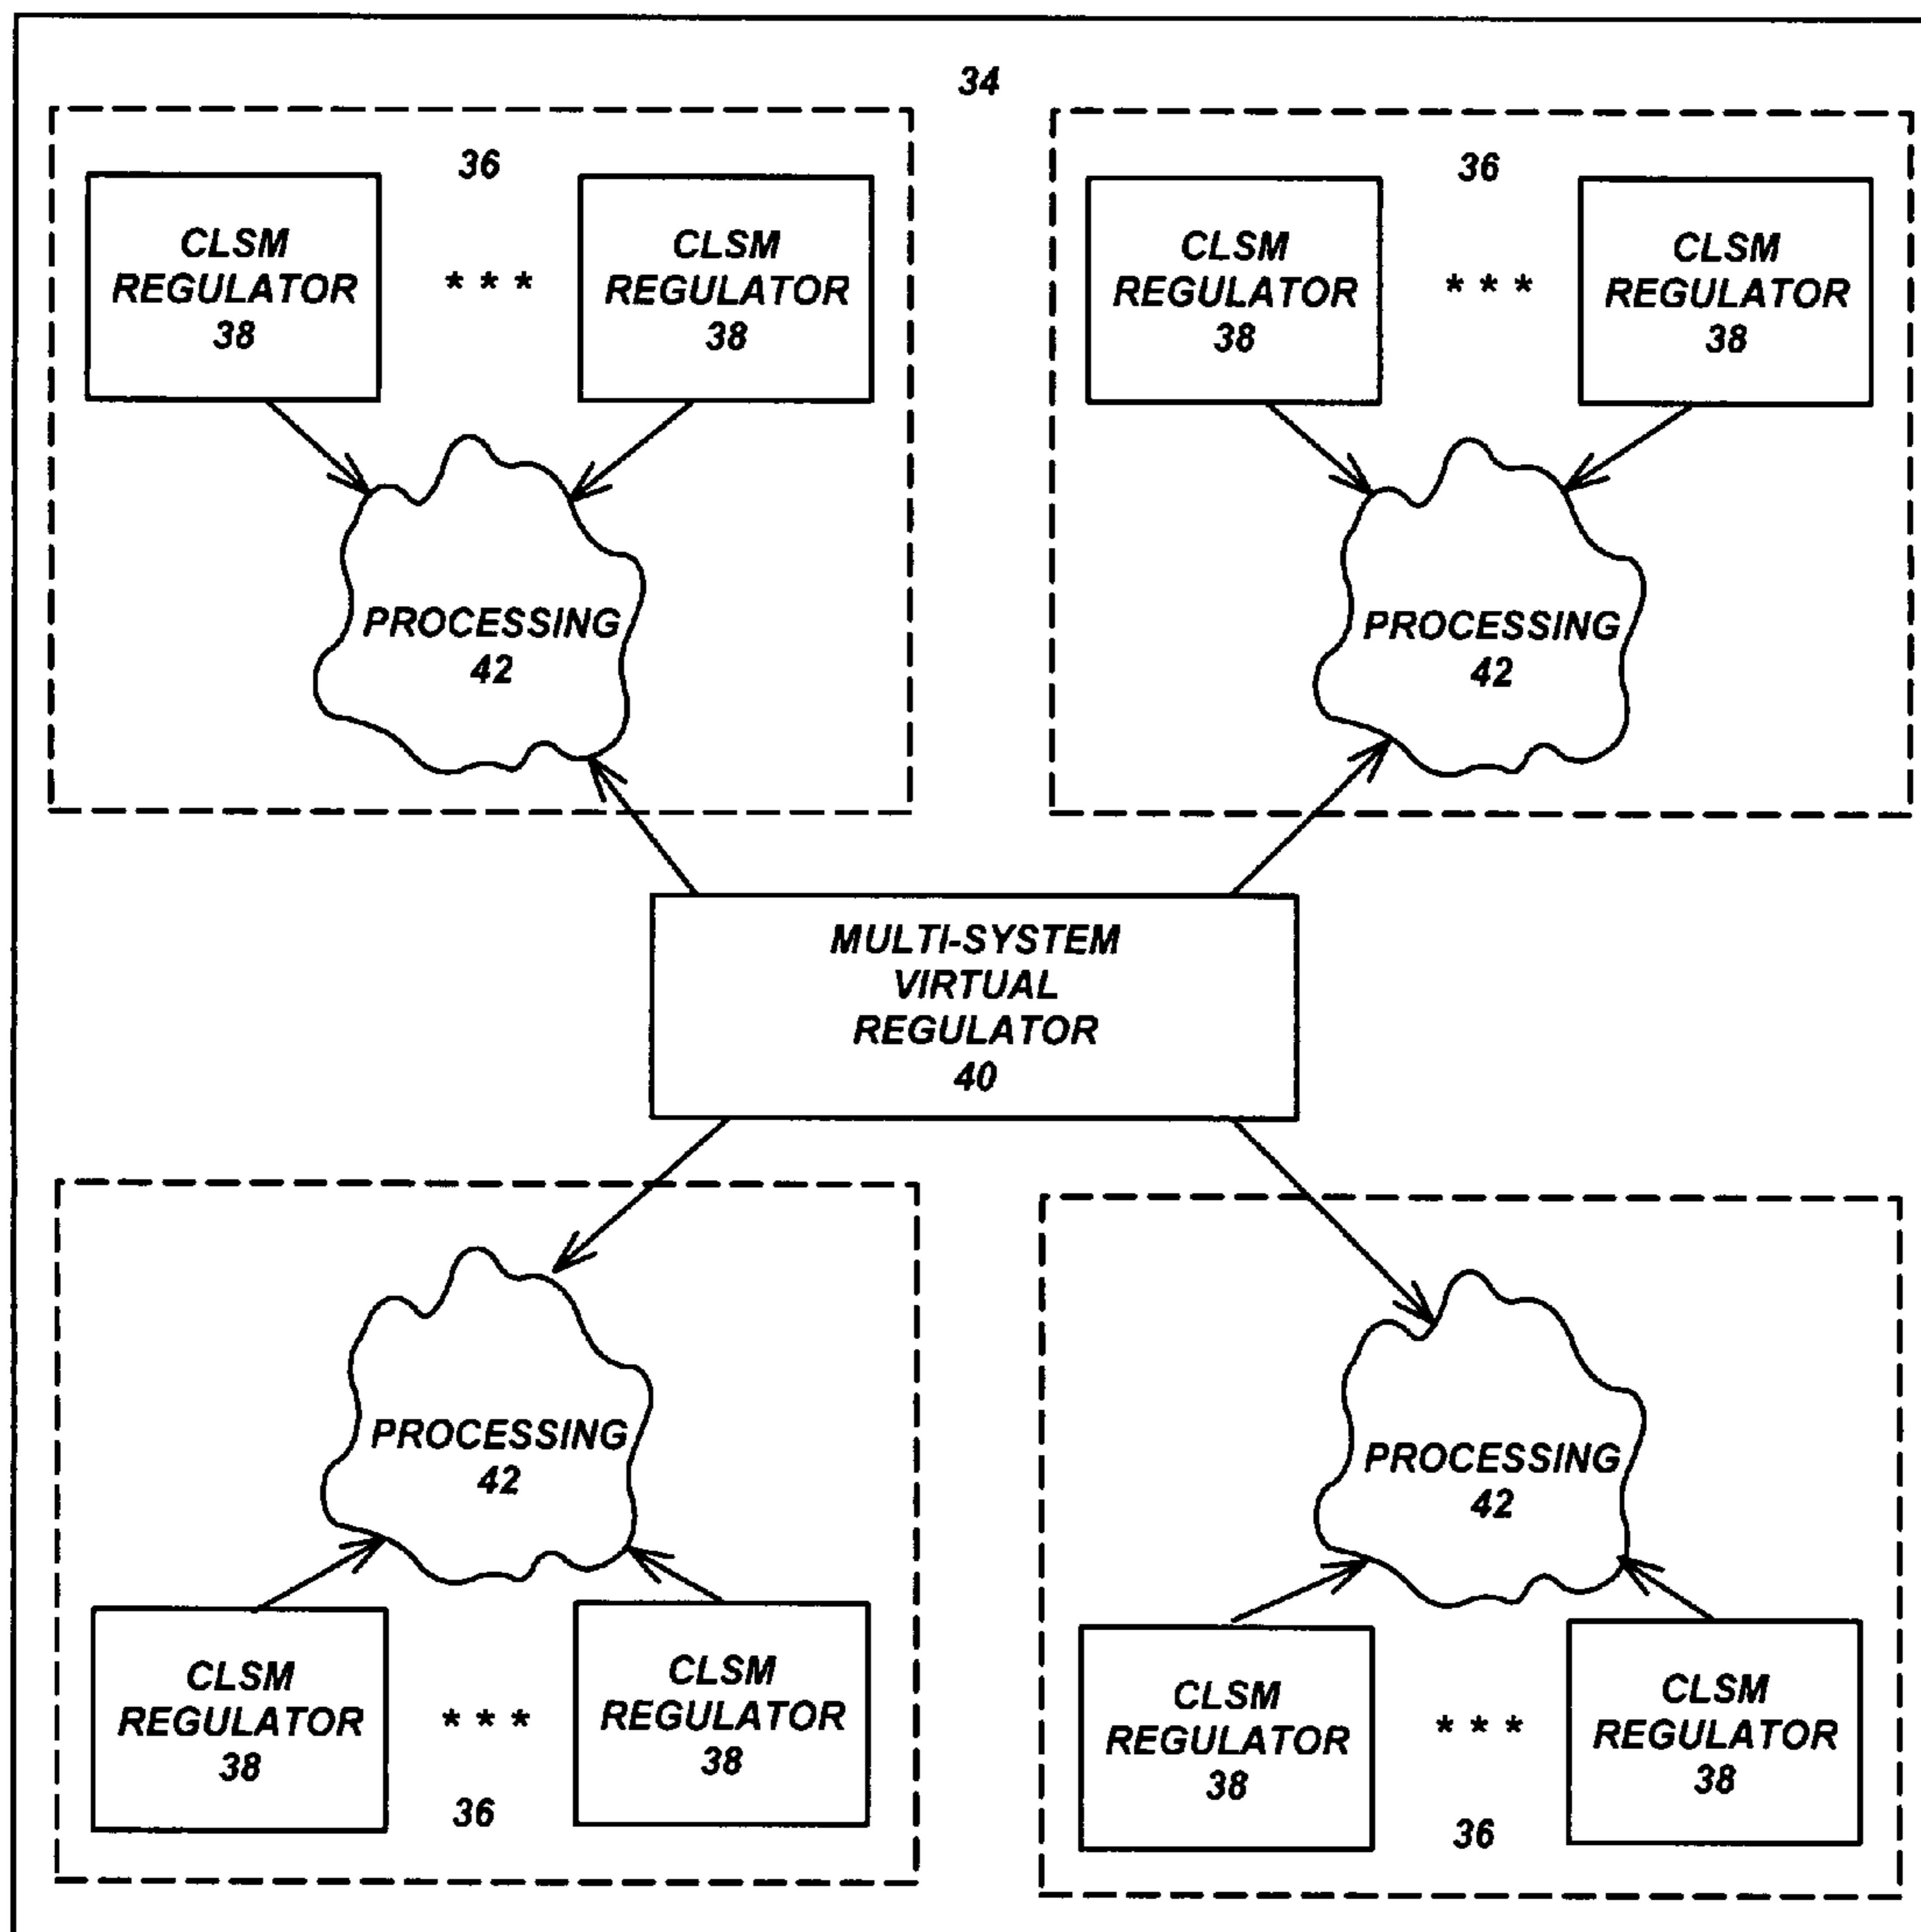 34
36
CLSM
REGULATOR
38
* * *
CLSM
REGULATOR
38
PROCESSING
42
36
CLSM
REGULATOR
38
* * *
CLSM
REGULATOR
38
PROCESSING
42
MULTI-SYSTEM
VIRTUAL
REGULATOR
40
PROCESSING
42
CLSM
REGULATOR
38
* * *
CLSM
REGULATOR
38
36
PROCESSING
42
CLSM
REGULATOR
38
* * *
CLSM
REGULATOR
38
36